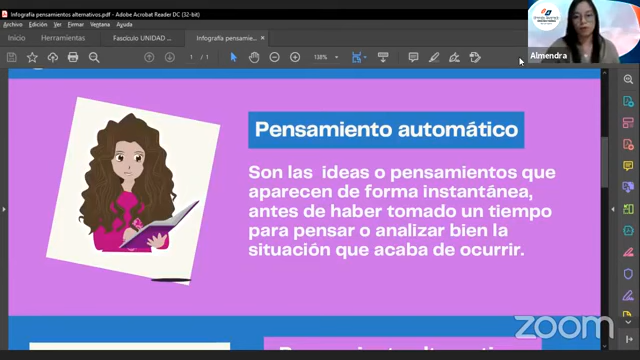 Infografía pensamientos alternativos.pdf - Adobe Acrobat Reader DC (32-bit)
Archivo Edición Ver Firmar Ventana Ayuda
Inicio Herramientas Fascículo UNIDAD ... Infografía pensamie... ×
1 / 1 138%
Almendra
Pensamiento automático
Son las ideas o pensamientos que
aparecen de forma instantánea,
antes de haber tomado un tiempo
para pensar o analizar bien la
situación que acaba de ocurrir.
zoom
LIVE